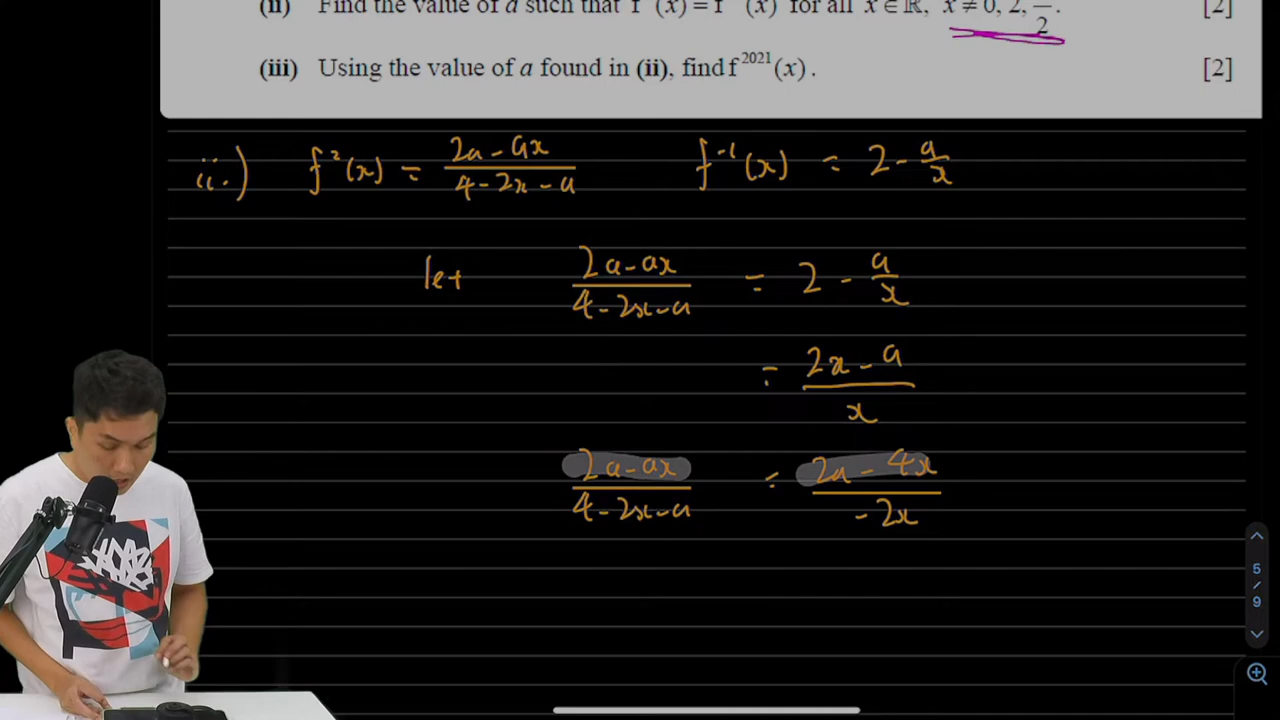 (ii) Find the value of a such that f (x) = f (x) for all x ∈ ℝ, x ≠ 0, 2, — 2 . [2]
(iii) Using the value of a found in (ii), find f²⁰²¹(x). [2]
ii.) f²(x) = (2a - ax)/(4 - 2x - a) f⁻¹(x) = 2 - a/x
let (2a - ax)/(4 - 2x - a) = 2 - a/x
= (2x - a)/x
(2a - ax)/(4 - 2x - a) = (2a - 4x)/(-2x)
5
/
9